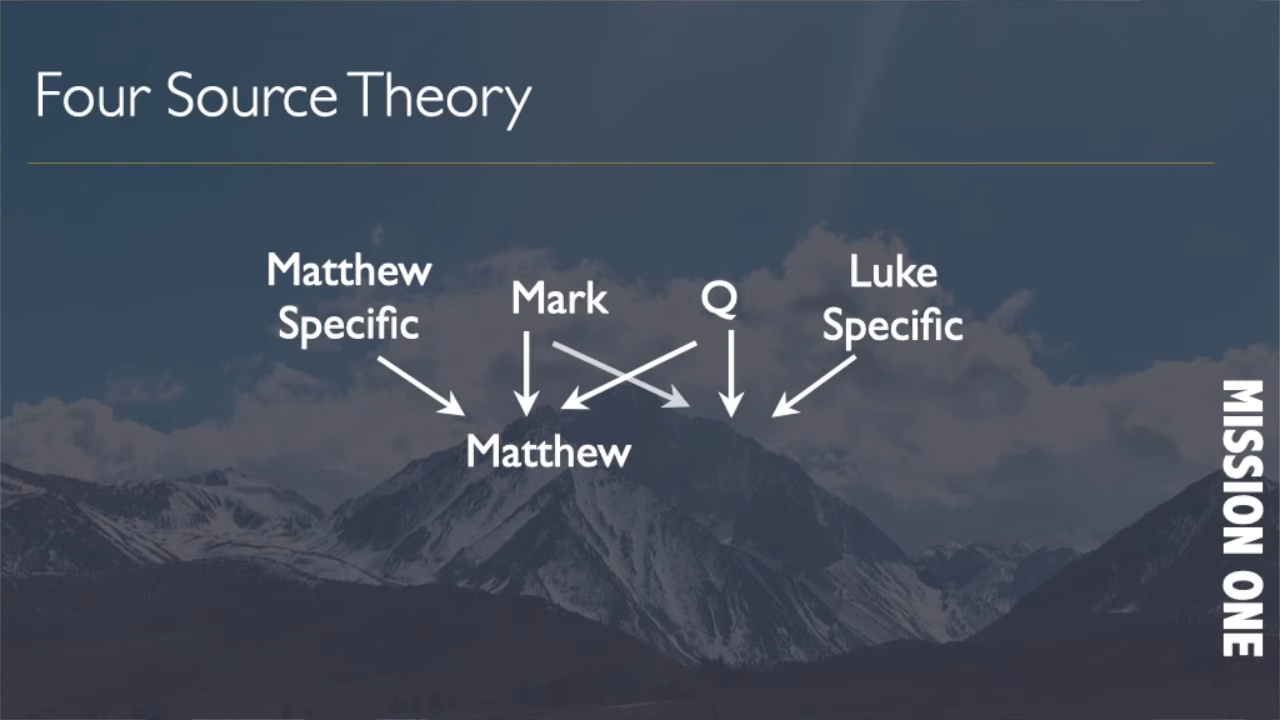 Four Source Theory
Matthew
Specific
Mark
Q
Luke
Specific
Matthew
MISSION ONE